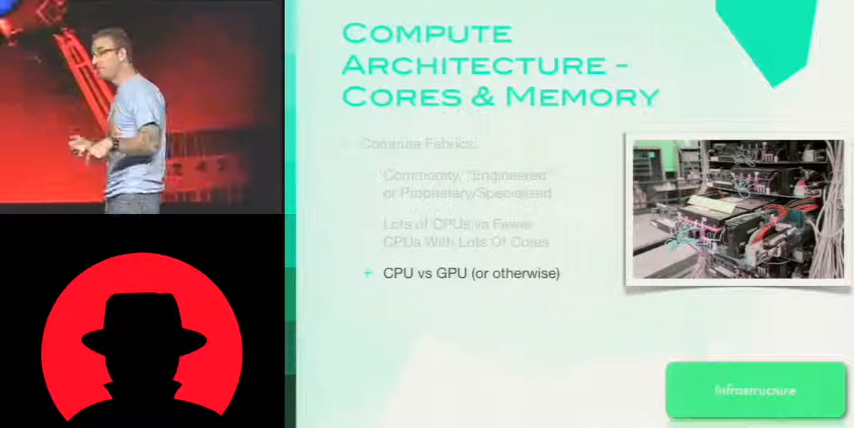 COMPUTE
ARCHITECTURE -
CORES & MEMORY
Compute Fabrics:
Commodity, "Engineered"
or Proprietary/Specialised
Lots of CPUs vs Fewer
CPUs With Lots Of Cores
+ CPU vs GPU (or otherwise)
Infrastructure